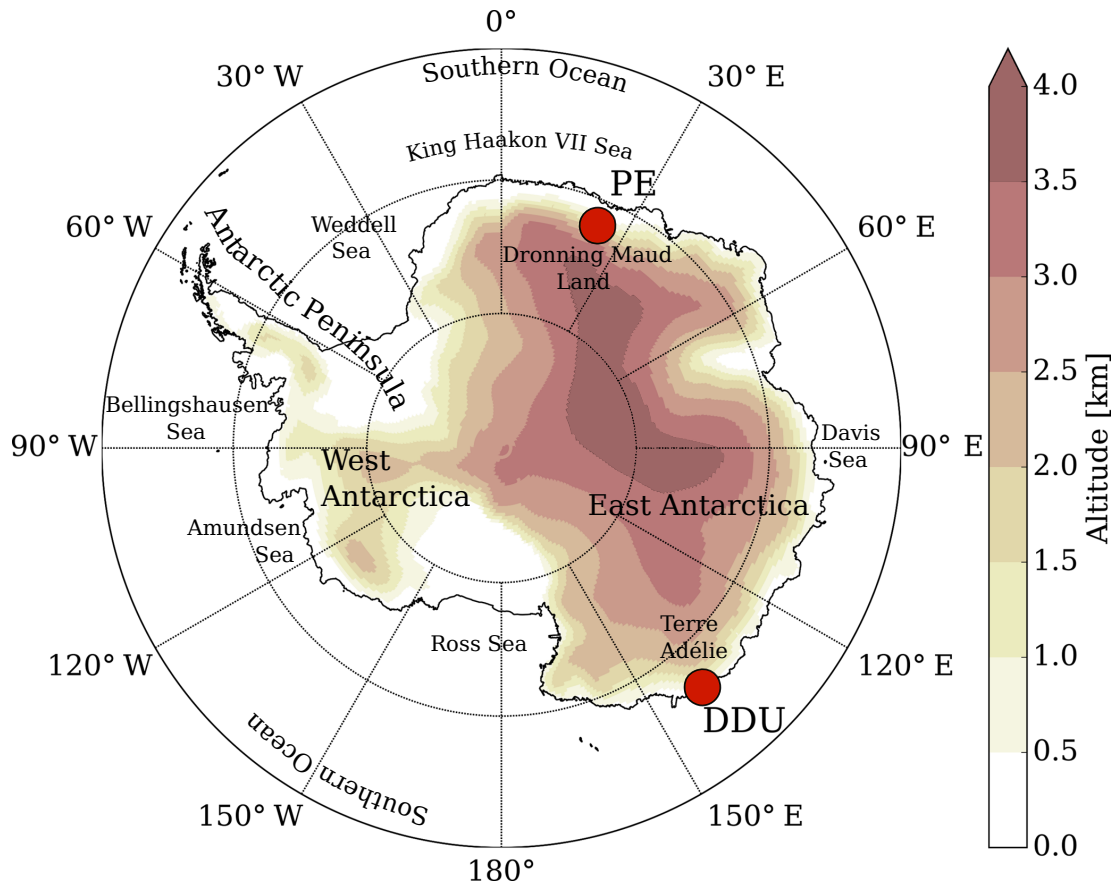 0°
30° W
30° E
Southern Ocean
King Haakon VII Sea
PE
60° W
60° E
Weddell
Sea
Antarctic Peninsula
Dronning Maud
Land
Bellingshausen
Sea
90° W
90° E
Davis
Sea
West
Antarctica
East Antarctica
Amundsen
Sea
Ross Sea
Terre
Adélie
DDU
120° W
120° E
Southern Ocean
150° W
150° E
180°
4.0
3.5
3.0
2.5
2.0
1.5
1.0
0.5
0.0
Altitude [km]